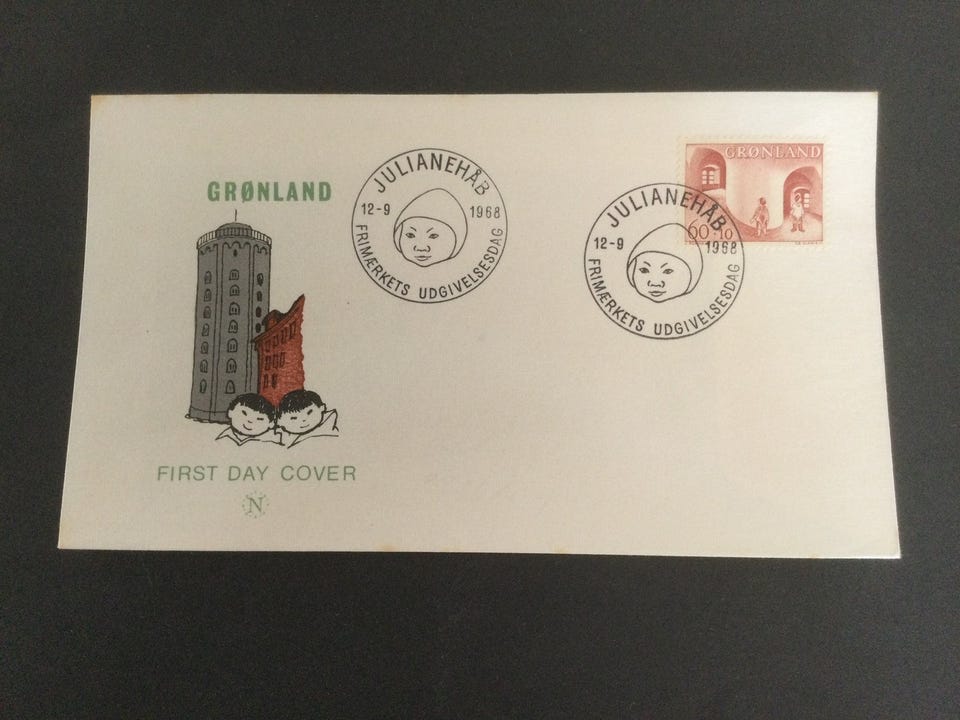 GRØNLAND
JULIANEHÅB
12-9 1968
FRIMÆRKETS UDGIVELSESDAG
GRØNLAND
60+10
JULIANEHÅB
12-9 1968
FRIMÆRKETS UDGIVELSESDAG
FIRST DAY COVER
N